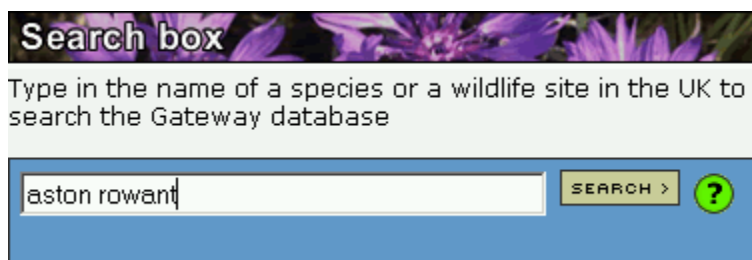 Search box
Type in the name of a species or a wildlife site in the UK to
search the Gateway database
aston rowant
SEARCH >
?